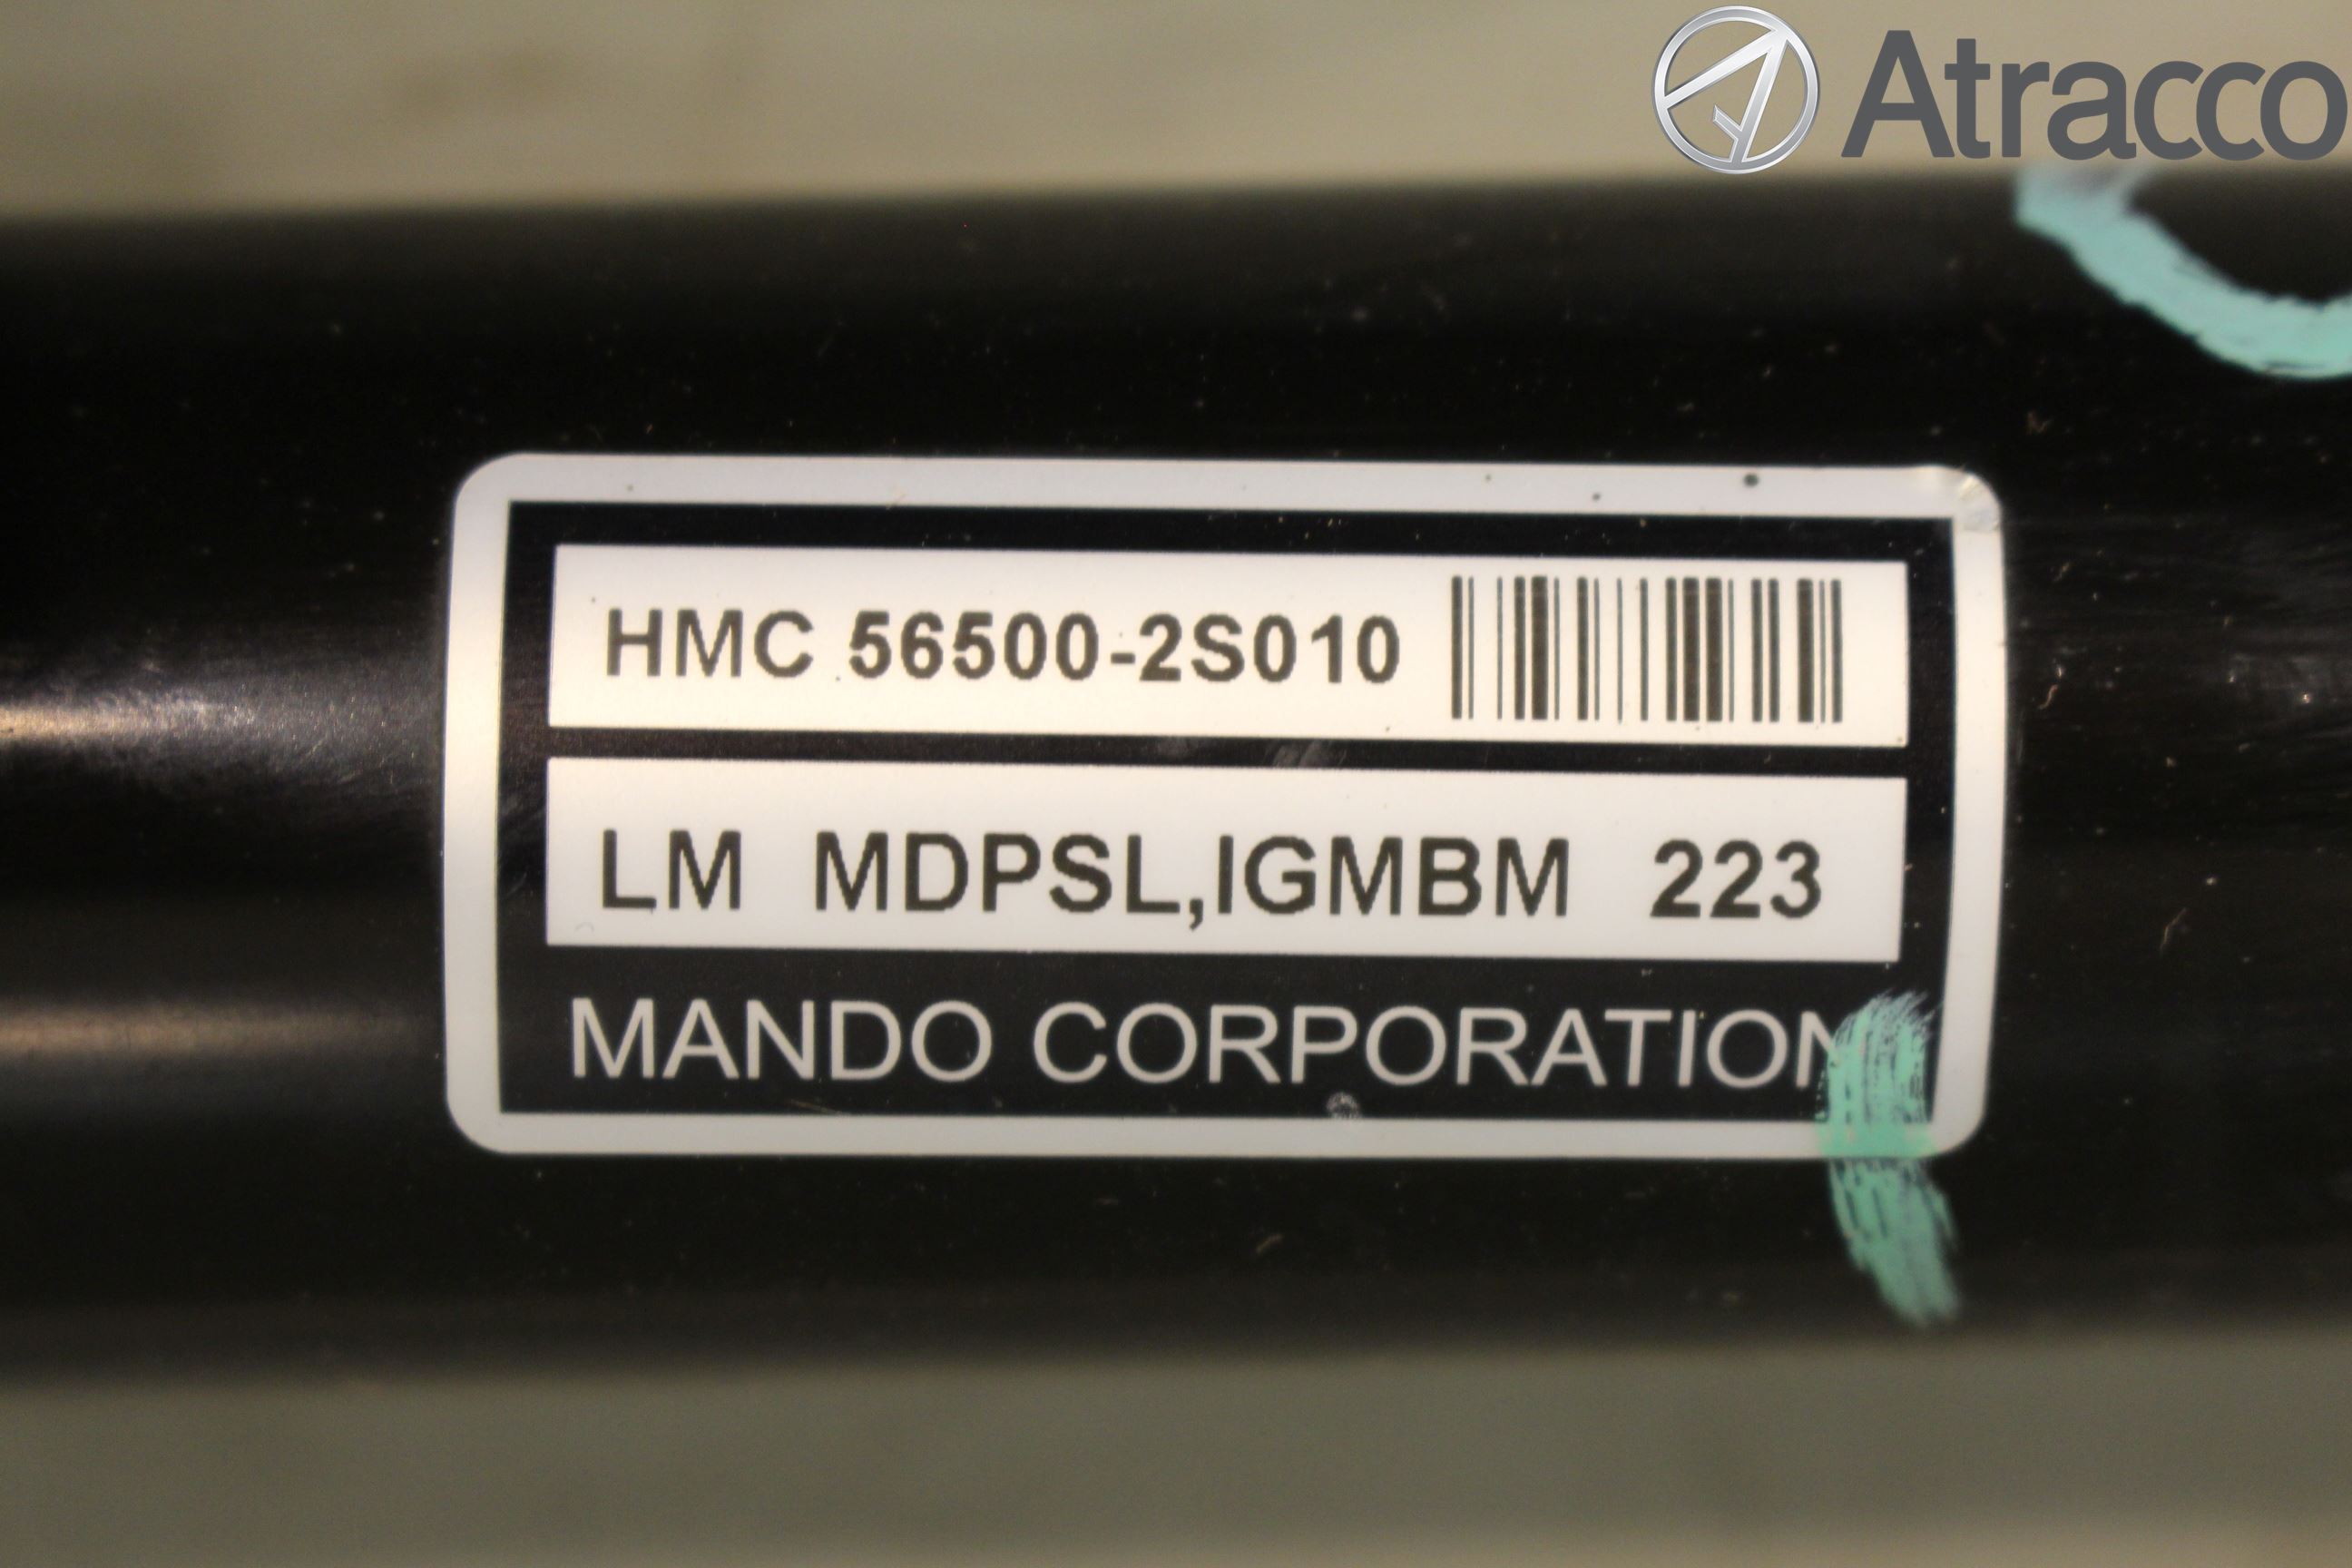 Atracco
HMC 56500-2S010
LM MDPSL,IGMBM 223
MANDO CORPORATION